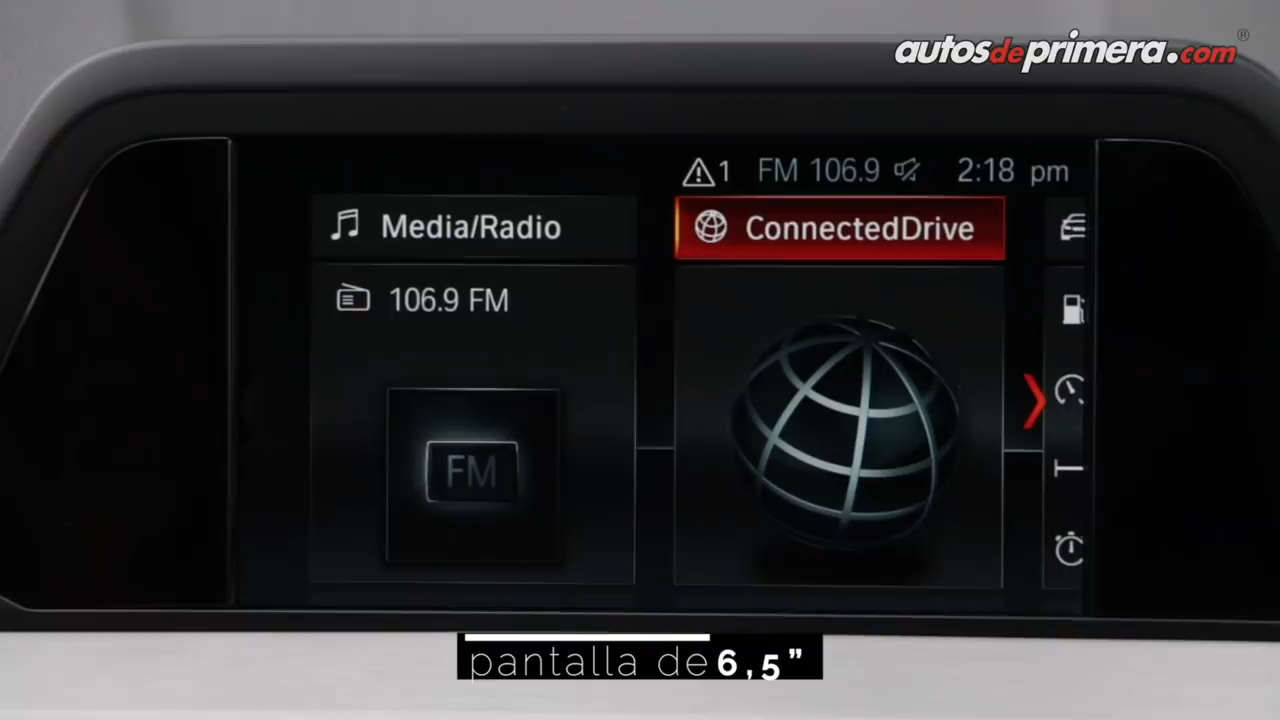 autosdeprimera.com®
1 FM 106.9 2:18 pm
Media/Radio
ConnectedDrive
106.9 FM
FM
pantalla de 6,5”